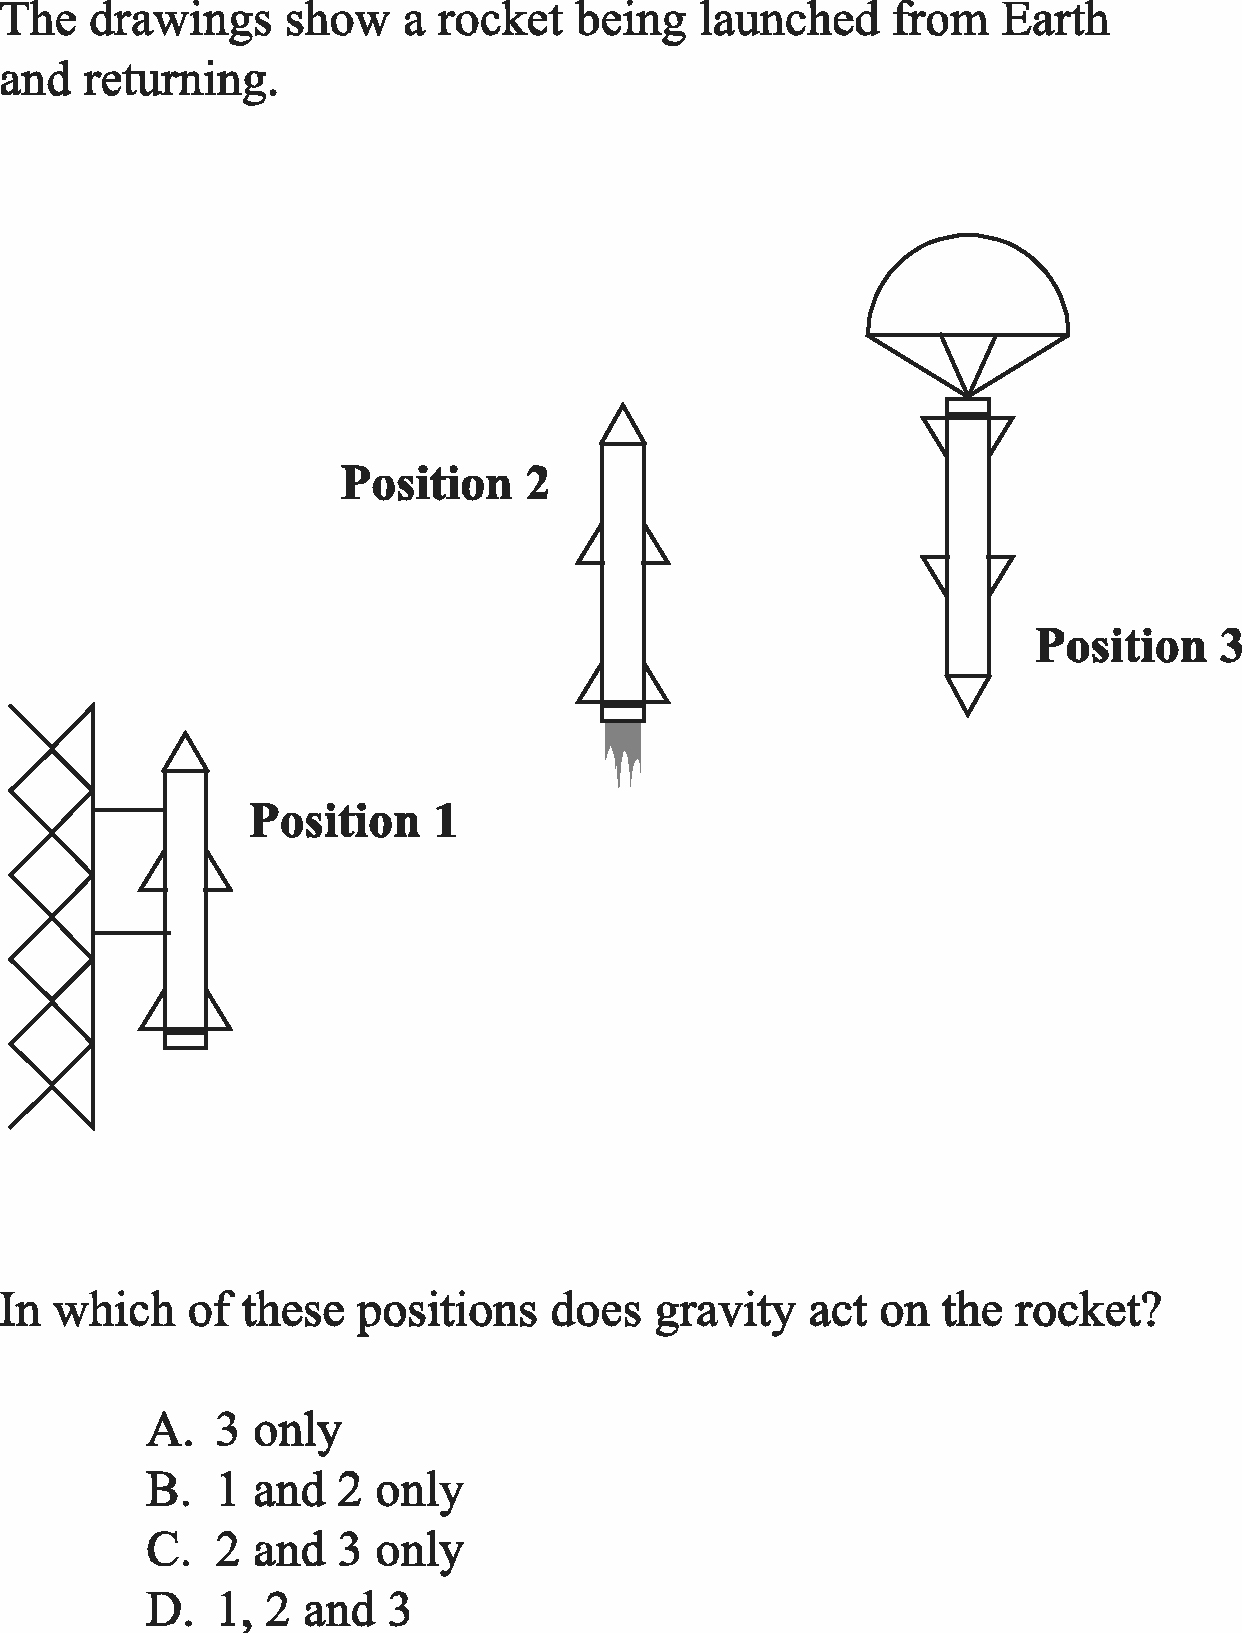 The drawings show a rocket being launched from Earth
and returning.
Position 2
Position 3
Position 1
In which of these positions does gravity act on the rocket?
A. 3 only
B. 1 and 2 only
C. 2 and 3 only
D. 1, 2 and 3